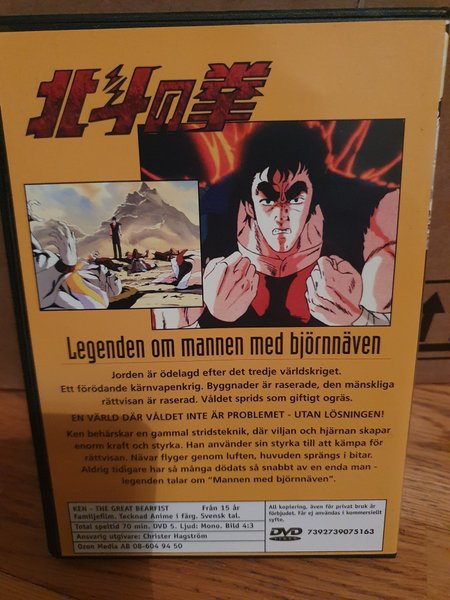 北斗の拳
Legenden om mannen med björnnäven
Jorden är ödelagd efter det tredje världskriget.
Ett förödande kärnvapenkrig. Byggnader är raserade, den mänskliga
rättvisan är raserad. Våldet sprids som giftigt ogräs.
EN VÄRLD DÄR VÅLDET INTE ÄR PROBLEMET - UTAN LÖSNINGEN!
Ken behärskar en gammal stridsteknik, där viljan och hjärnan skapar
enorm kraft och styrka. Han använder sin styrka till att kämpa för
rättvisan. Nävar flyger genom luften, huvuden sprängs i bitar.
Aldrig tidigare har så många dödats så snabbt av en enda man -
legenden talar om "Mannen med björnnäven".
KEN - THE GREAT BEARFIST Från 15 år
Familjefilm. Tecknad Anime i färg. Svensk tal.
Total speltid 70 min. DVD 5. Ljud: Mono. Bild 4:3
Ansvarig utgivare: Christer Hagström
Ozon Media AB 08-604 94 50
All kopiering, även för privat bruk är
förbjudet. Får ej användas i kommersiellt
syfte.
DVD
VIDEO
7392739075163